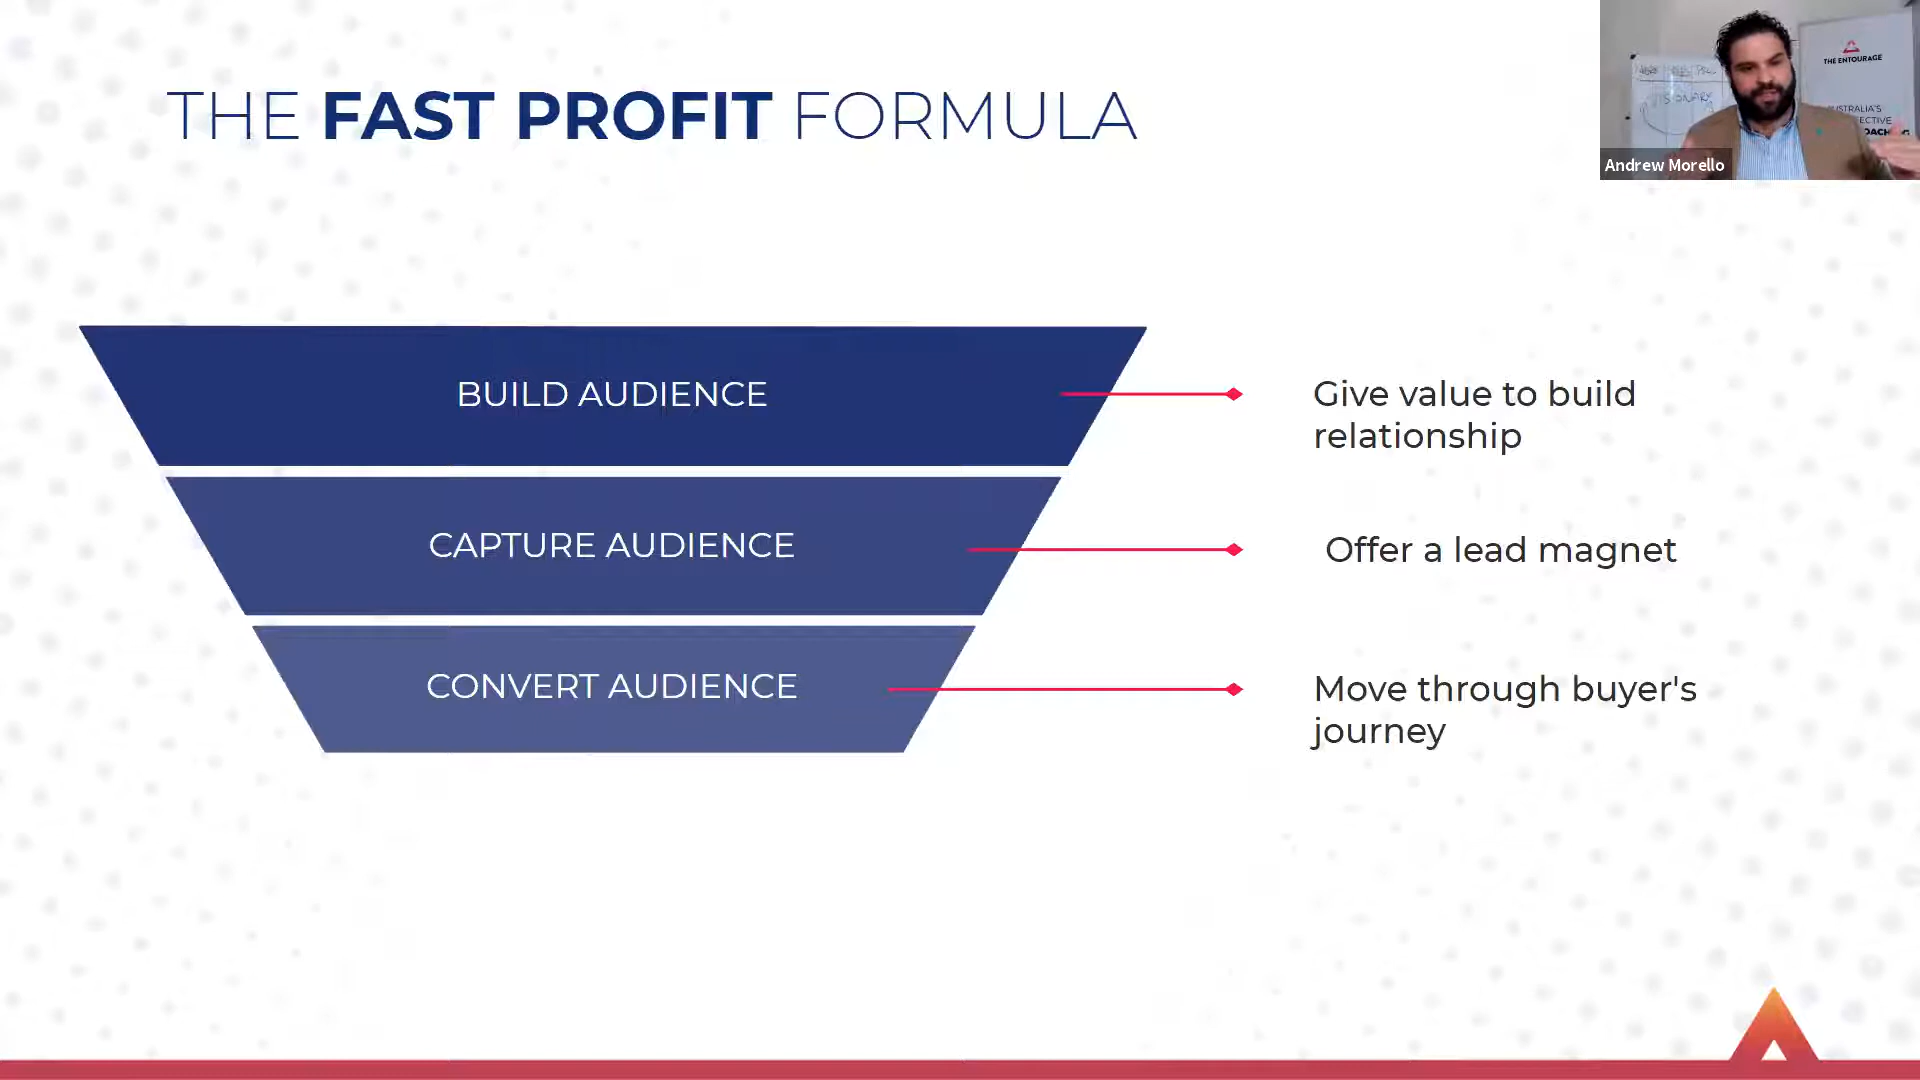 THE FAST PROFIT FORMULA
THE ENTOURAGE
VISIONARY
Andrew Morello
BUILD AUDIENCE
Give value to build
relationship
CAPTURE AUDIENCE
Offer a lead magnet
CONVERT AUDIENCE
Move through buyer's
journey